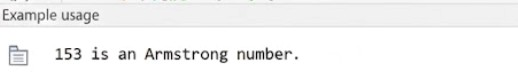 Example usage
153 is an Armstrong number.